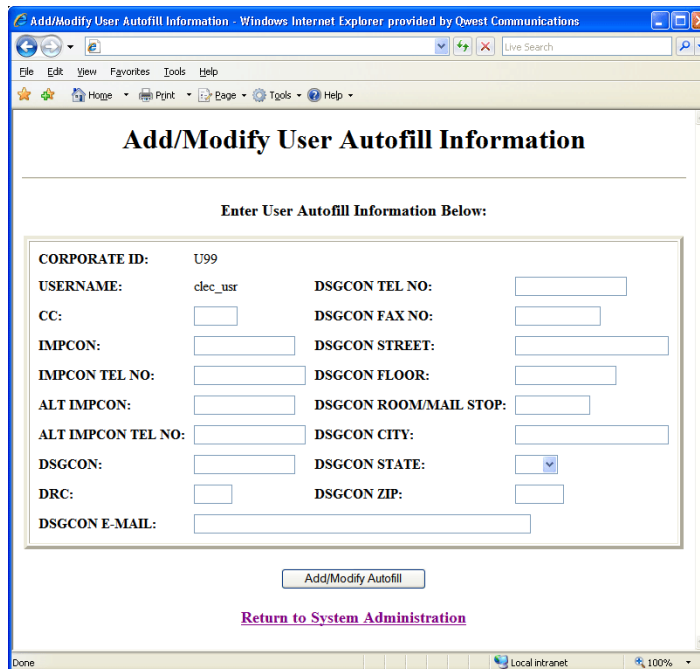 Add/Modify User Autofill Information - Windows Internet Explorer provided by Qwest Communications
Live Search
File Edit View Favorites Tools Help
Home Print Page Tools Help
Add/Modify User Autofill Information
Enter User Autofill Information Below:
CORPORATE ID: U99
USERNAME: clec_usr DSGCON TEL NO:
CC: DSGCON FAX NO:
IMPCON: DSGCON STREET:
IMPCON TEL NO: DSGCON FLOOR:
ALT IMPCON: DSGCON ROOM/MAIL STOP:
ALT IMPCON TEL NO: DSGCON CITY:
DSGCON: DSGCON STATE:
DRC: DSGCON ZIP:
DSGCON E-MAIL:
Add/Modify Autofill
Return to System Administration
Done Local intranet 100%